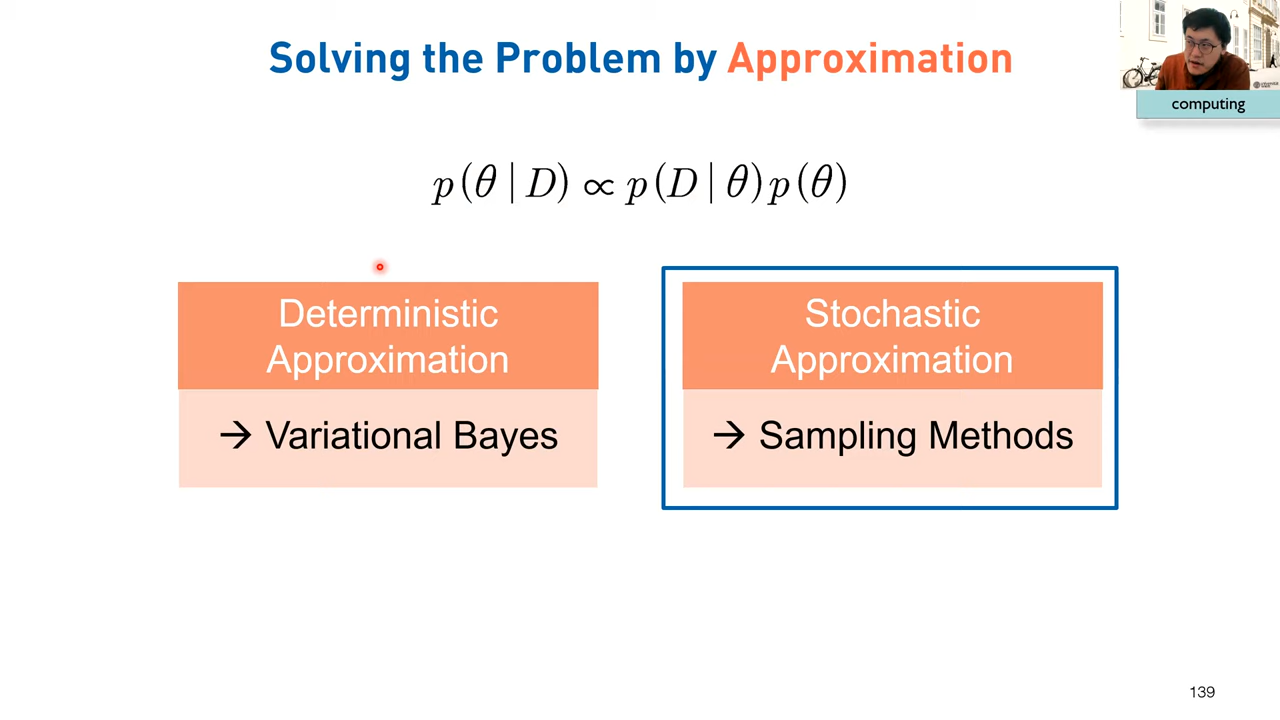 Solving the Problem by Approximation
computing
p(θ | D) ∝ p(D | θ)p(θ)
Deterministic
Approximation
→ Variational Bayes
Stochastic
Approximation
→ Sampling Methods
139